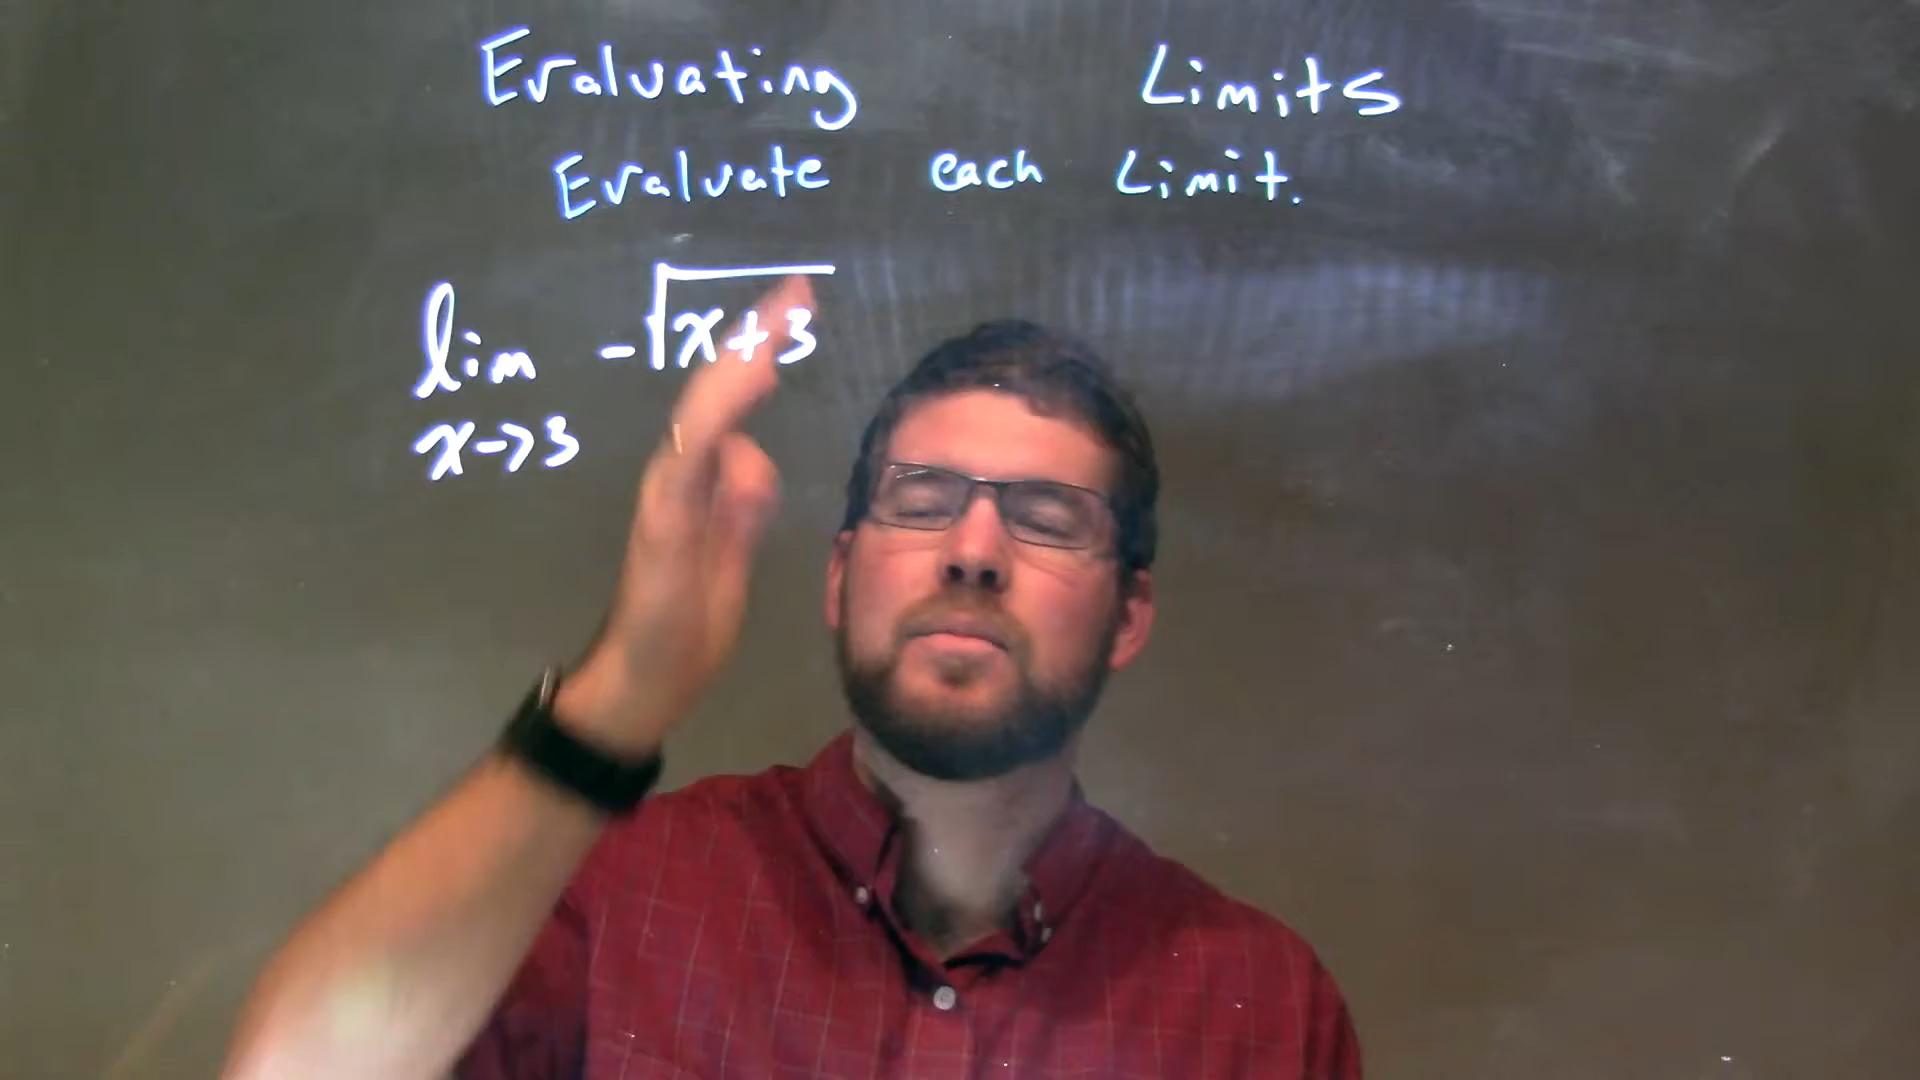 Evaluating Limits
Evaluate each Limit.
lim -√x+3
x->3